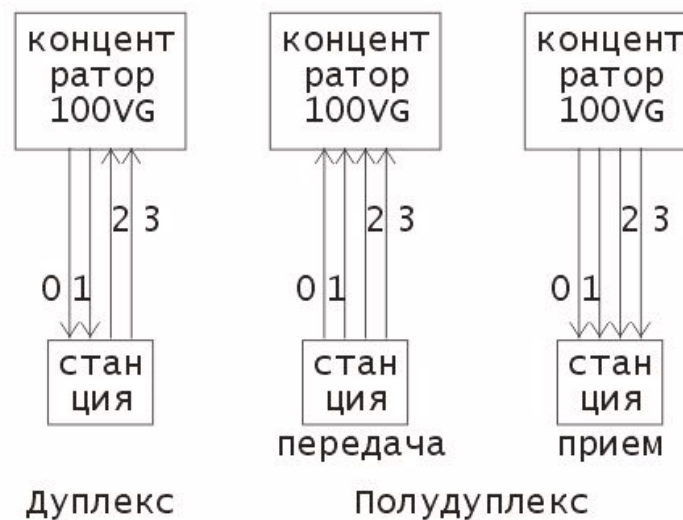 концент
ратор
100VG
2 3
0 1
стан
ция
Дуплекс
концент
ратор
100VG
2 3
0 1
стан
ция
передача
концент
ратор
100VG
2 3
0 1
стан
ция
прием
Полудуплекс